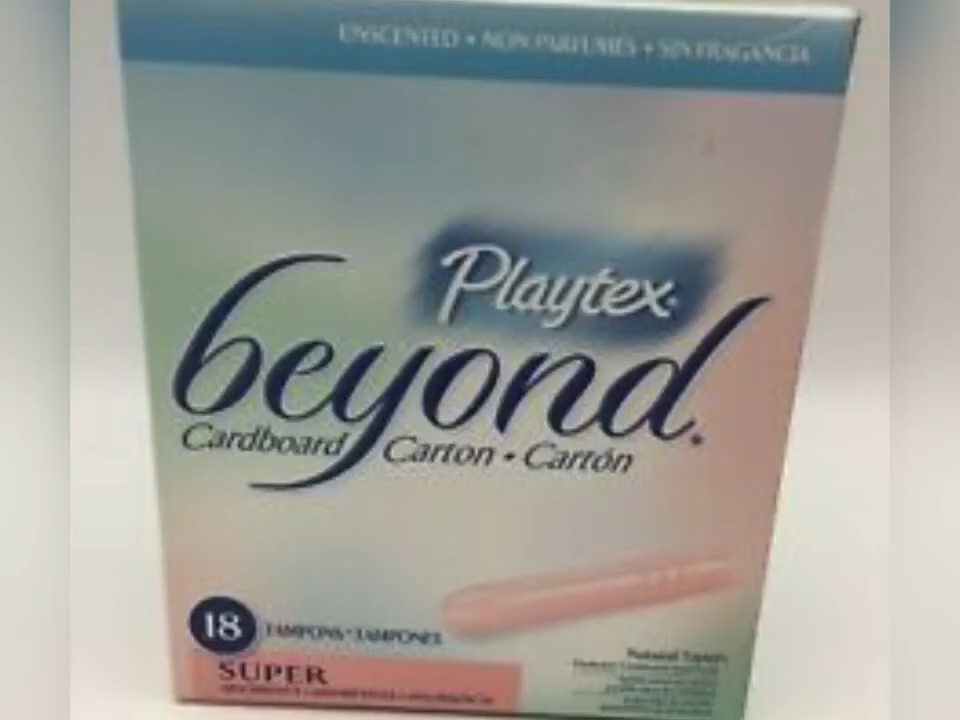 UNSCENTED • NON PARFUMÉS • SIN FRAGANCIA
Playtex
beyond
Cardboard Carton • Cartón
18 TAMPONS • TAMPONES
SUPER